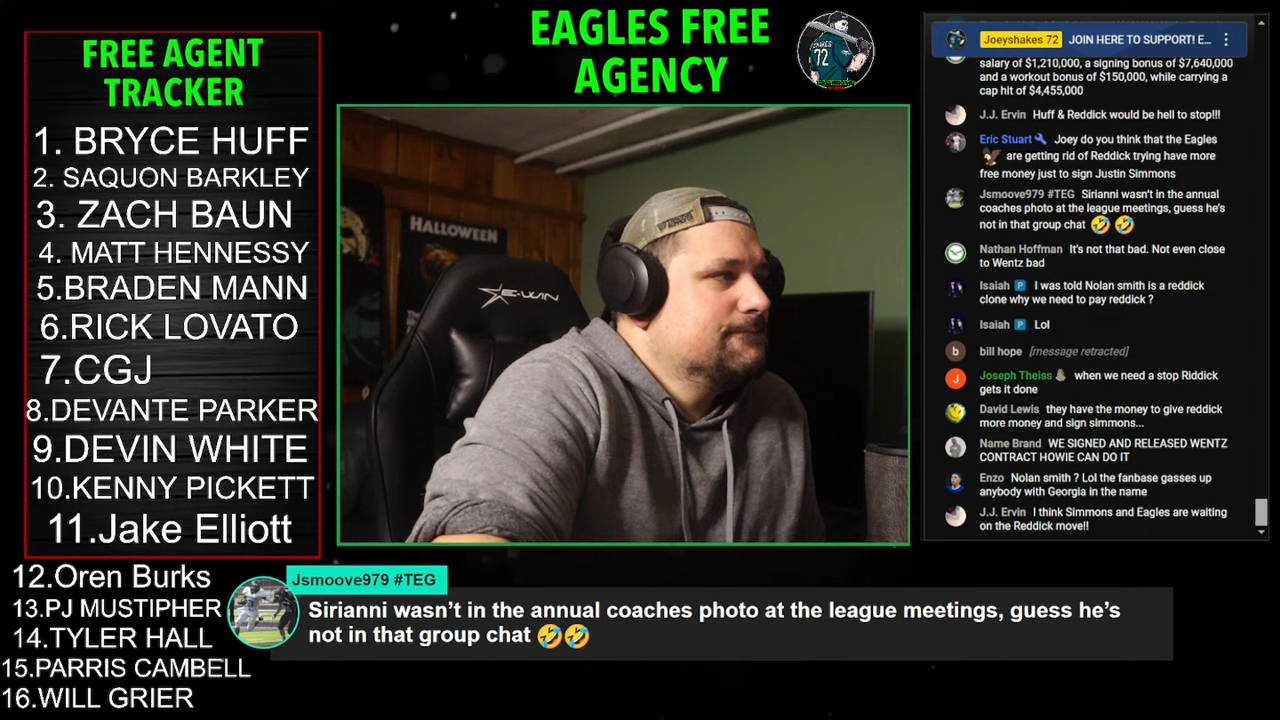 FREE AGENT
TRACKER
1. BRYCE HUFF
2. SAQUON BARKLEY
3. ZACH BAUN
4. MATT HENNESSY
5.BRADEN MANN
6.RICK LOVATO
7.CGJ
8.DEVANTE PARKER
9.DEVIN WHITE
10.KENNY PICKETT
11.Jake Elliott
12.Oren Burks
13.PJ MUSTIPHER
14.TYLER HALL
15.PARRIS CAMBELL
16.WILL GRIER
EAGLES FREE
AGENCY
72
HALLOWEEN
E-WIN
Joeyshakes 72 JOIN HERE TO SUPPORT! E...
salary of $1,210,000, a signing bonus of $7,640,000
and a workout bonus of $150,000, while carrying a
cap hit of $4,455,000
J.J. Ervin Huff & Reddick would be hell to stop!!!
Eric Stuart Joey do you think that the Eagles
are getting rid of Reddick trying have more
free money just to sign Justin Simmons
Jsmoove979 #TEG Sirianni wasn't in the annual
coaches photo at the league meetings, guess he's
not in that group chat 🤣 🤣
Nathan Hoffman It's not that bad. Not even close
to Wentz bad
Isaiah P I was told Nolan smith is a reddick
clone why we need to pay reddick ?
Isaiah P Lol
b bill hope [message retracted]
J Joseph Theiss when we need a stop Riddick
gets it done
David Lewis they have the money to give reddick
more money and sign simmons...
Name Brand WE SIGNED AND RELEASED WENTZ
CONTRACT HOWIE CAN DO IT
Enzo Nolan smith ? Lol the fanbase gasses up
anybody with Georgia in the name
J.J. Ervin I think Simmons and Eagles are waiting
on the Reddick move!!
Jsmoove979 #TEG
Sirianni wasn't in the annual coaches photo at the league meetings, guess he's
not in that group chat 🤣🤣